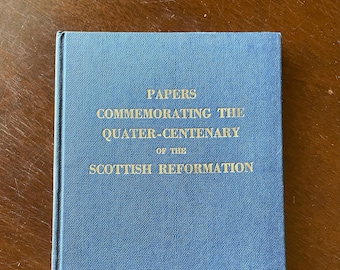 PAPERS
COMMEMORATING THE
QUATER-CENTENARY
OF THE
SCOTTISH REFORMATION